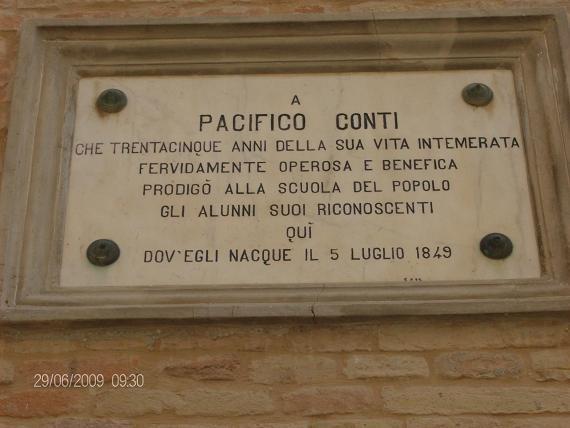 A
PACIFICO CONTI
CHE TRENTACINQUE ANNI DELLA SUA VITA INTEMERATA
FERVIDAMENTE OPEROSA E BENEFICA
PRODIGÒ ALLA SCUOLA DEL POPOLO
GLI ALUNNI SUOI RICONOSCENTI
QUÌ
DOV'EGLI NACQUE IL 5 LUGLIO 1849
29/06/2009 09:30